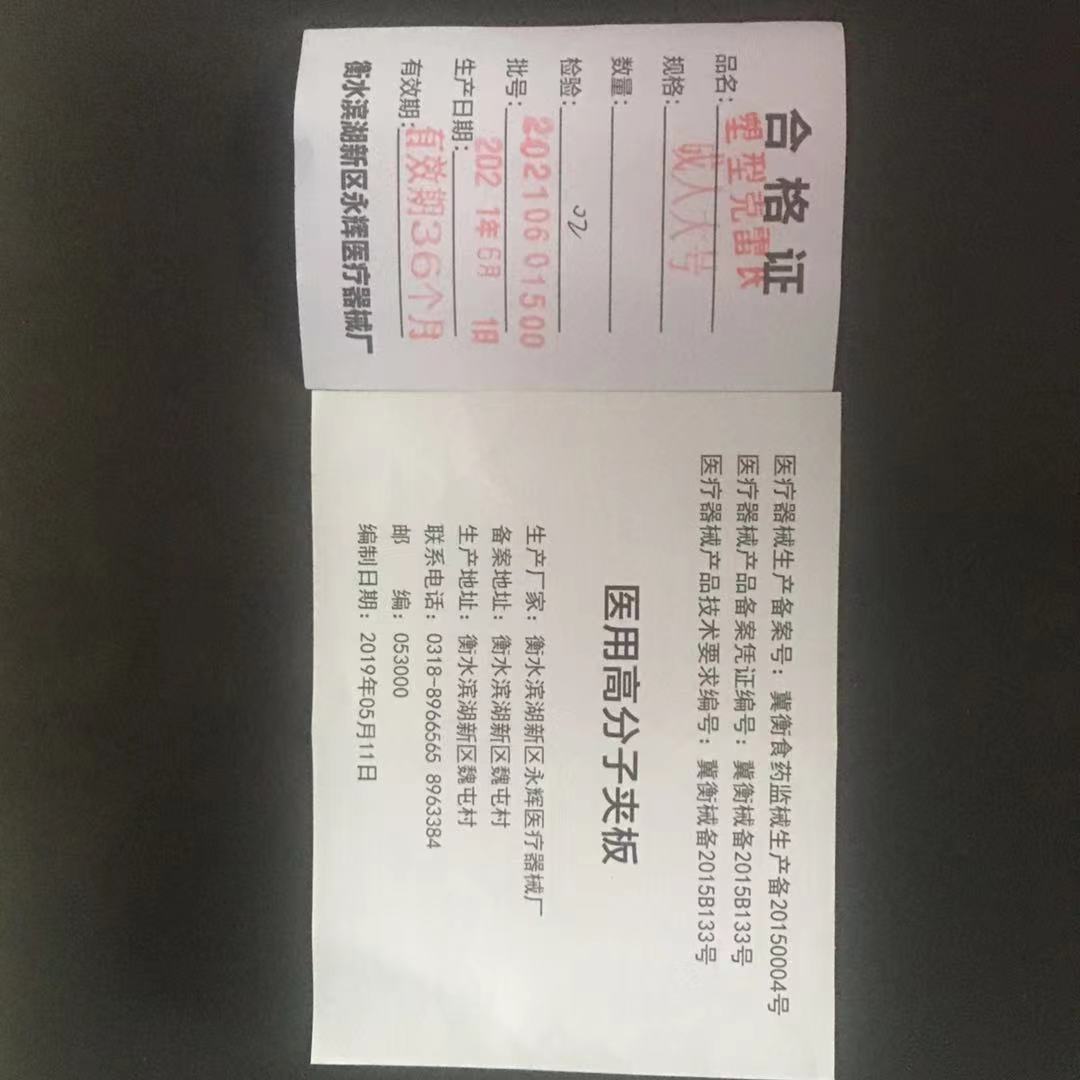 合格证
品名：塑型克雷氏
规格：成人大号
数量：
检验：02
批号：20210601500
生产日期：2021年6月1日
有效期：有效期36个月
衡水滨湖新区永辉医疗器械厂
医疗器械生产备案号：冀衡食药监械生产备20150004号
医疗器械产品备案凭证编号：冀衡械备2015B133号
医疗器械产品技术要求编号：冀衡械备2015B133号
医用高分子夹板
生产厂家：衡水滨湖新区永辉医疗器械厂
备案地址：衡水滨湖新区魏屯村
生产地址：衡水滨湖新区魏屯村
联系电话：0318-8966565 8963384
邮 编：053000
编制日期：2019年05月11日